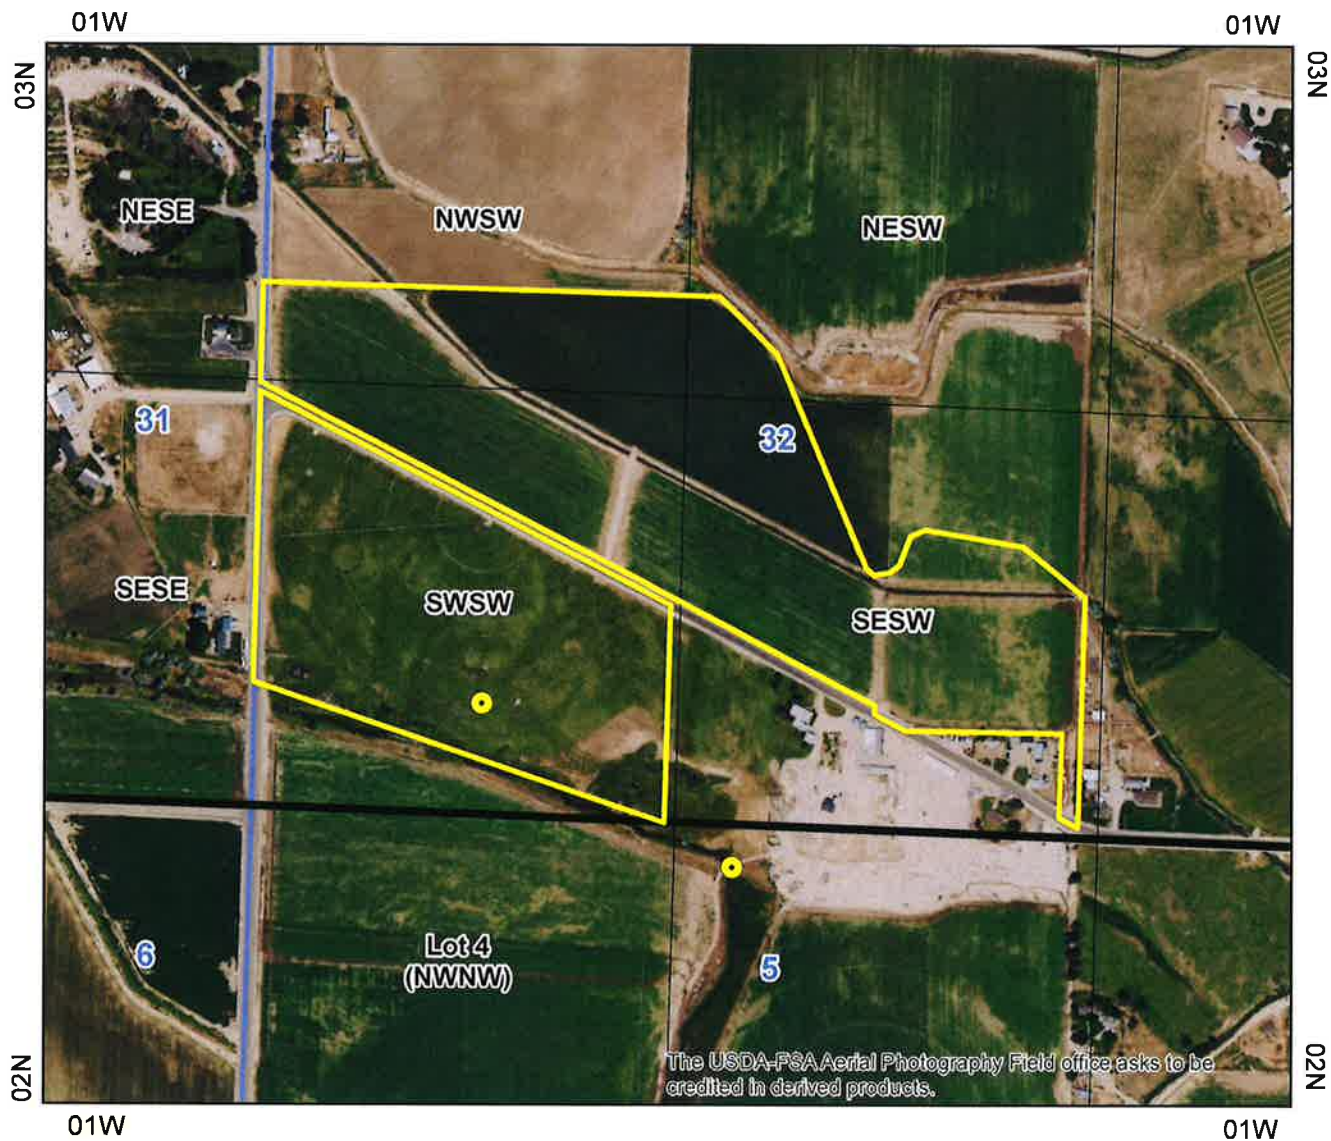 01W
01W
03N
03N
NESE
NWSW
NESW
31
32
SESE
SWSW
SESW
6
Lot 4
(NWNW)
5
The USDA-FSA Aerial Photography Field office asks to be
credited in derived products.
02N
02N
01W
01W